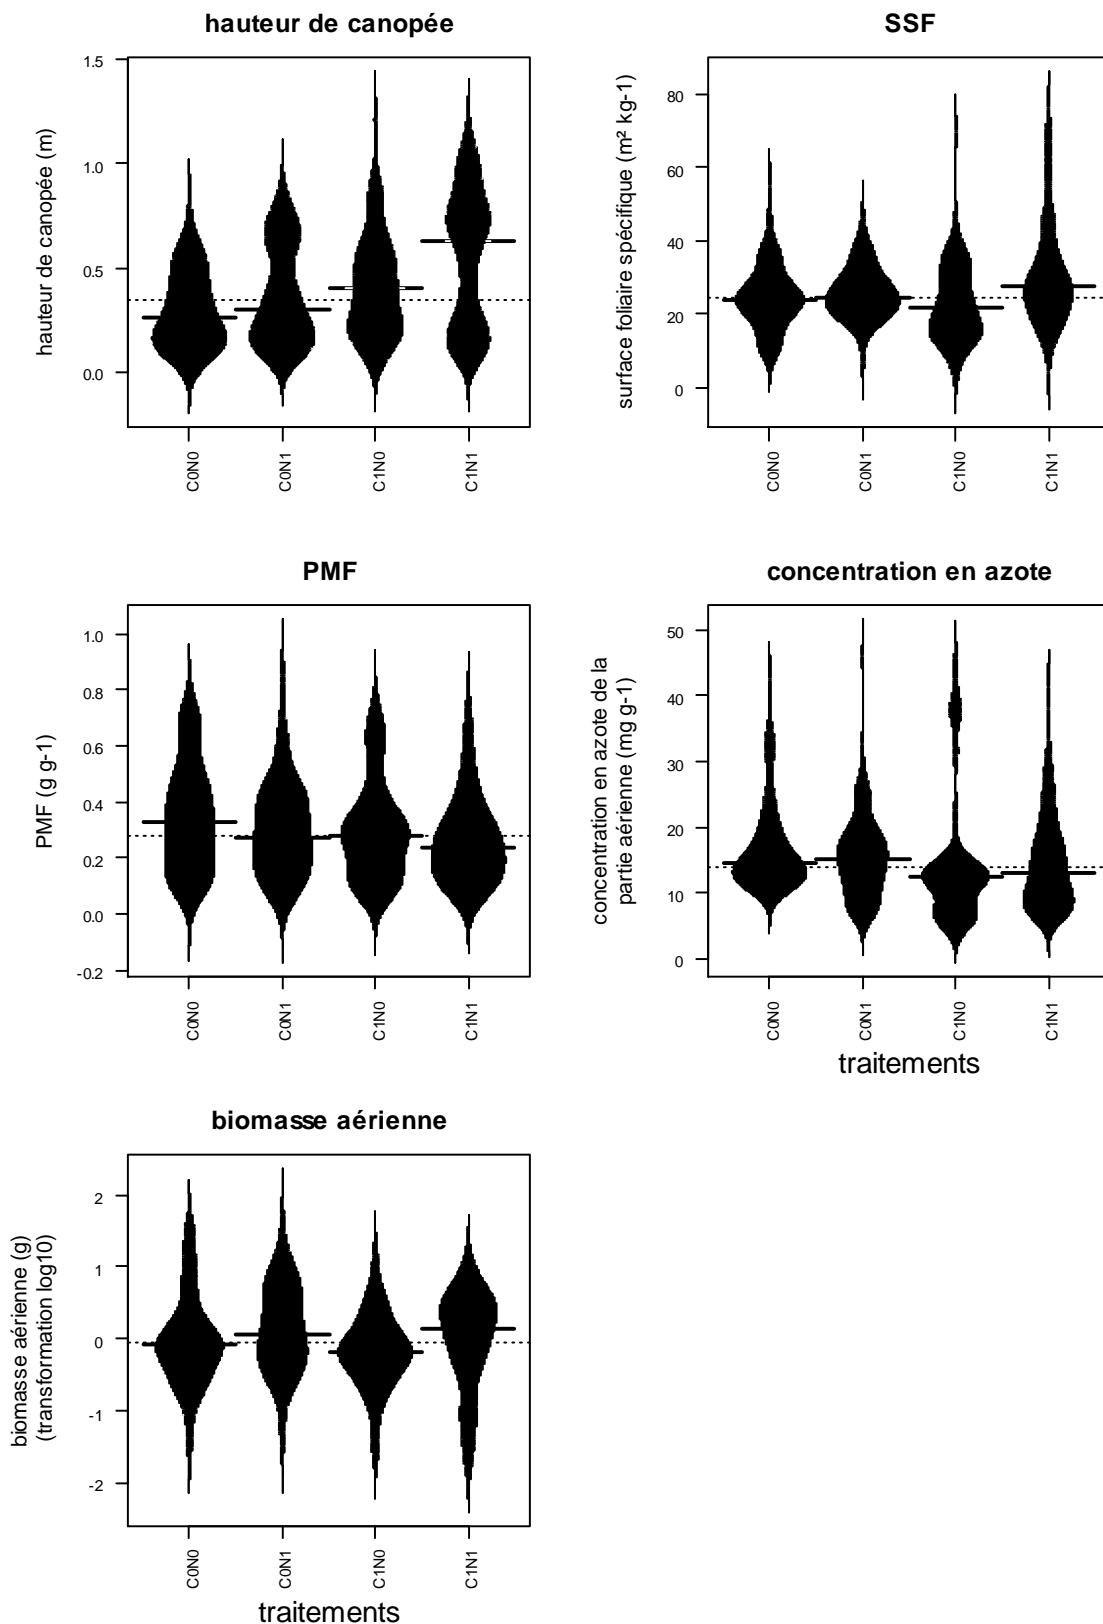 hauteur de canopée
hauteur de canopée (m)
1.5
1.0
0.5
0.0
C0N0
C0N1
C1N0
C1N1
SSF
surface foliaire spécifique (m² kg-1)
80
60
40
20
0
C0N0
C0N1
C1N0
C1N1
PMF
PMF (g g-1)
1.0
0.8
0.6
0.4
0.2
0.0
-0.2
C0N0
C0N1
C1N0
C1N1
concentration en azote
concentration en azote de la
partie aérienne (mg g-1)
50
40
30
20
10
0
C0N0
C0N1
C1N0
C1N1
traitements
biomasse aérienne
biomasse aérienne (g)
(transformation log10)
2
1
0
-1
-2
C0N0
C0N1
C1N0
C1N1
traitements